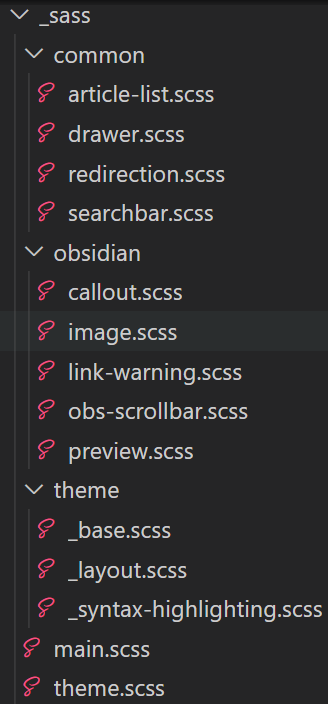 _sass
common
article-list.scss
drawer.scss
redirection.scss
searchbar.scss
obsidian
callout.scss
image.scss
link-warning.scss
obs-scrollbar.scss
preview.scss
theme
_base.scss
_layout.scss
_syntax-highlighting.scss
main.scss
theme.scss